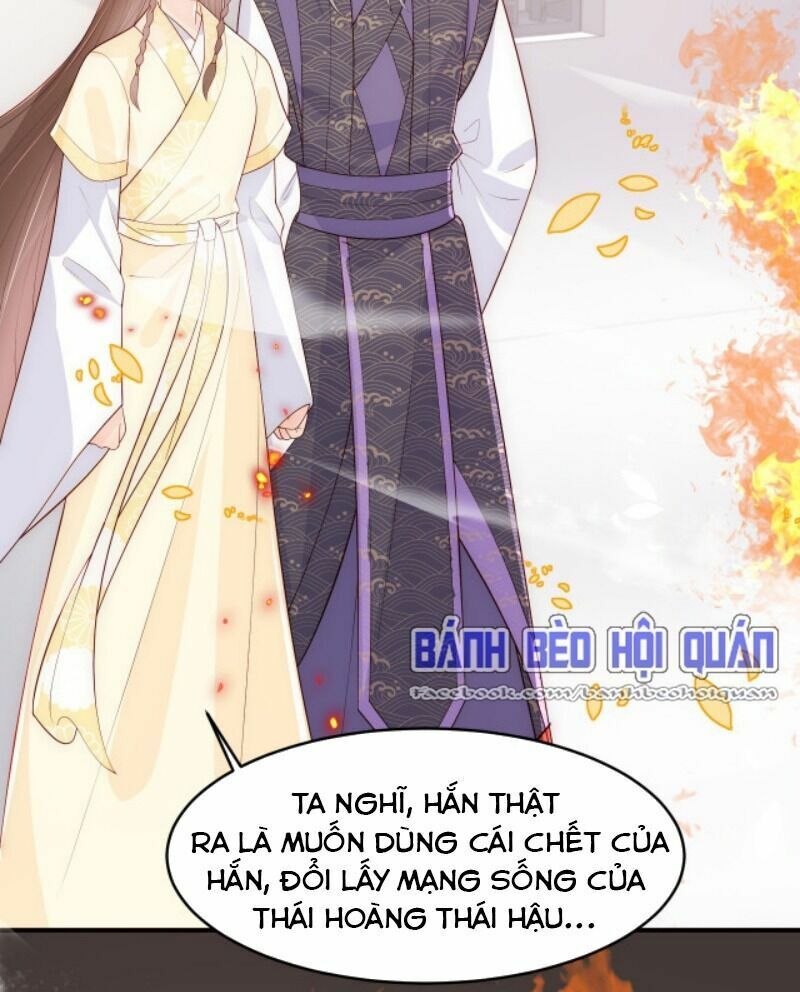 BÁNH BÈO HỘI QUÁN
Facebook.com/banhbeohoiquan
TA NGHĨ, HẮN THẬT
RA LÀ MUỐN DÙNG CÁI CHẾT CỦA
HẮN, ĐỔI LẤY MẠNG SỐNG CỦA
THÁI HOÀNG THÁI HẬU...